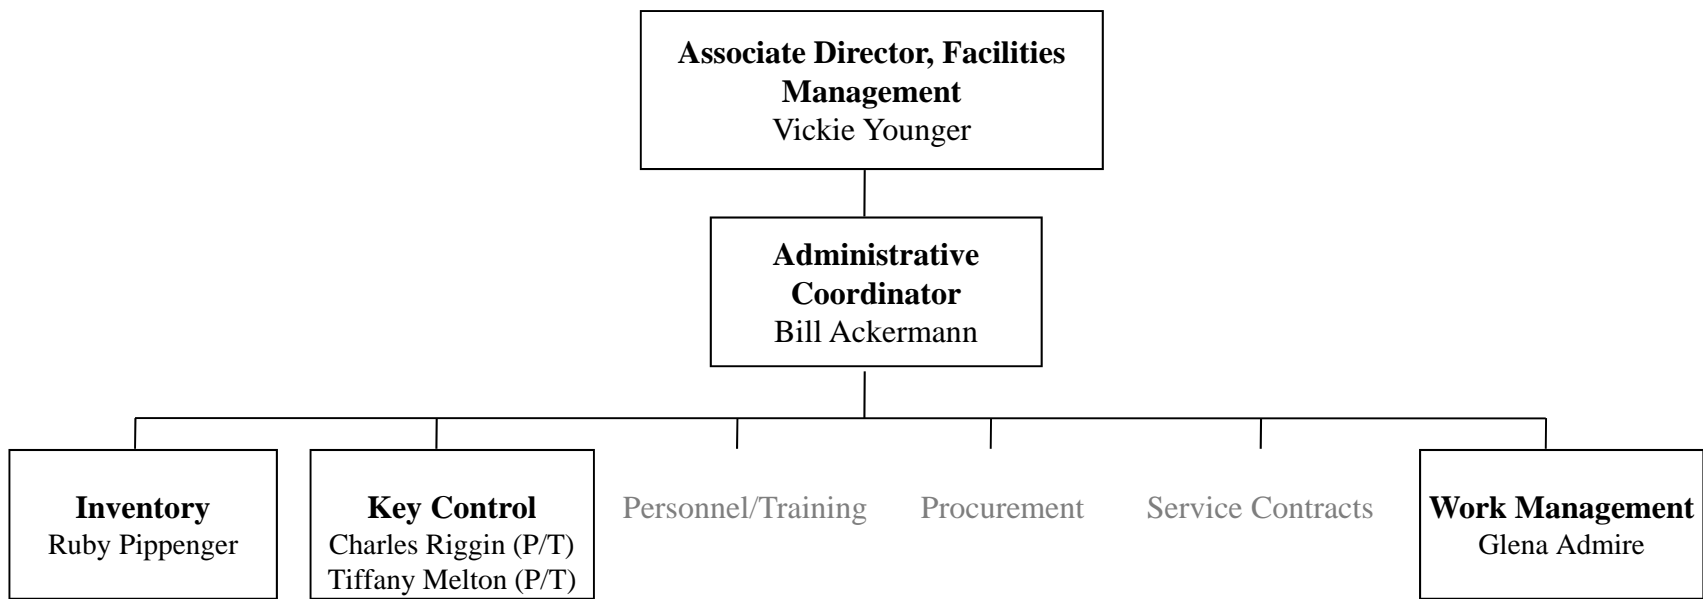 Associate Director, Facilities
Management
Vickie Younger
Administrative
Coordinator
Bill Ackermann
Inventory
Ruby Pippenger
Key Control
Charles Riggin (P/T)
Tiffany Melton (P/T)
Personnel/Training
Procurement
Service Contracts
Work Management
Glena Admire